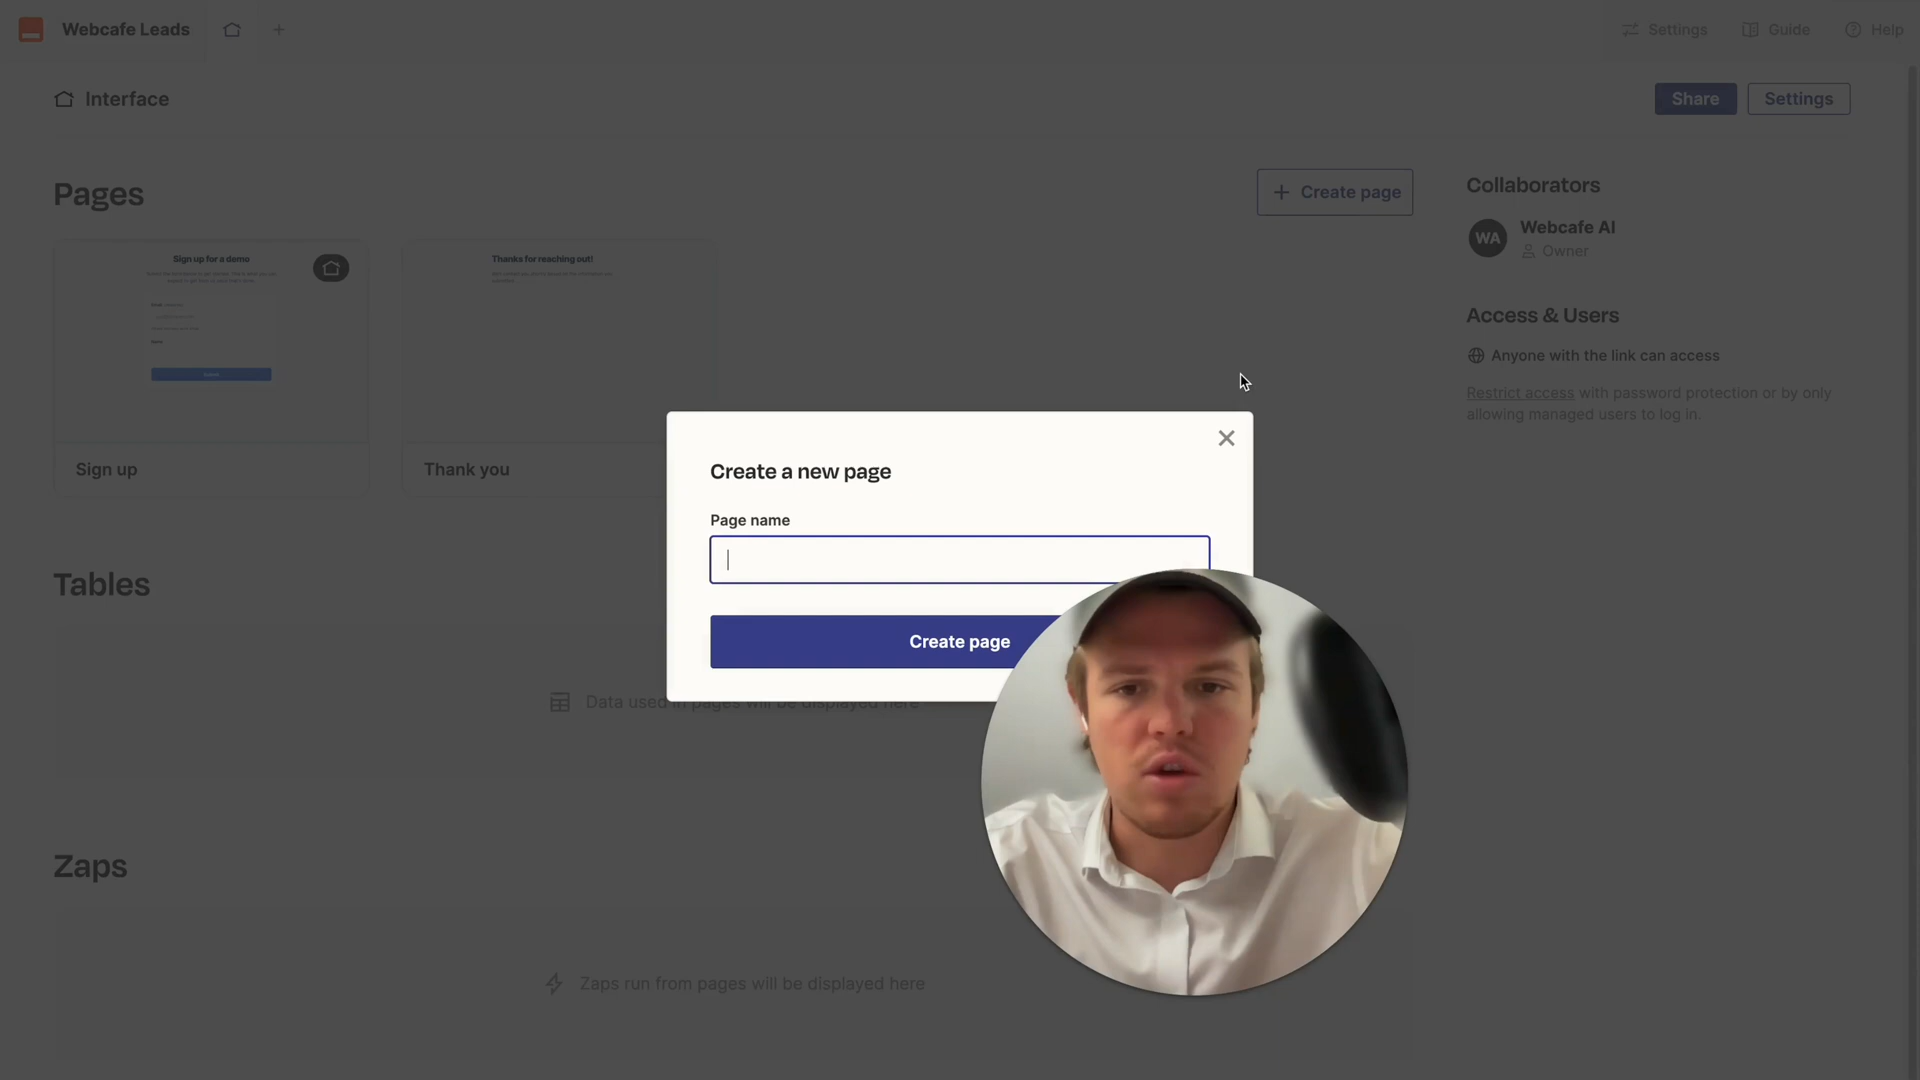 Webcafe Leads
Settings
Guide
Help
Interface
Share
Settings
Pages
Create page
Collaborators
WA
Webcafe AI
Owner
Sign up for a demo
Thanks for reaching out!
Access & Users
Anyone with the link can access
Restrict access with password protection or by only
allowing managed users to log in.
Sign up
Thank you
Create a new page
Page name
Create page
Tables
Data used in pages will be displayed here
Zaps
Zaps run from pages will be displayed here